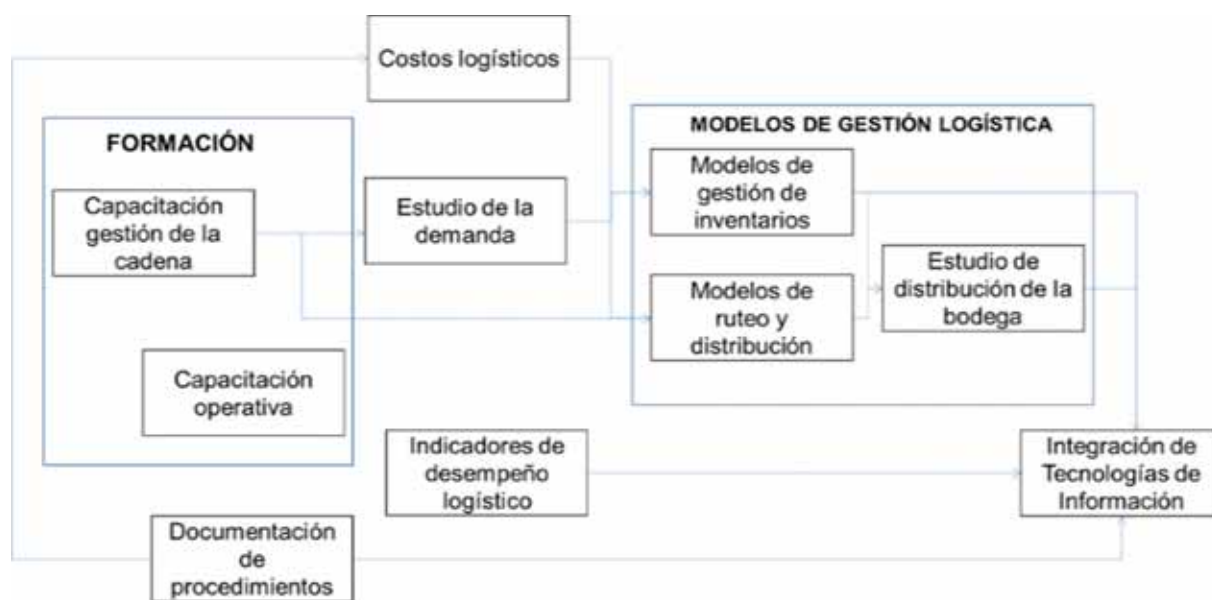 Costos logísticos
FORMACIÓN
Capacitación
gestión de la
cadena
Capacitación
operativa
Estudio de la
demanda
MODELOS DE GESTIÓN LOGÍSTICA
Modelos de
gestión de
inventarios
Modelos de
ruteo y
distribución
Estudio de
distribución de la
bodega
Indicadores de
desempeño
logístico
Integración de
Tecnologías de
Información
Documentación
de
procedimientos